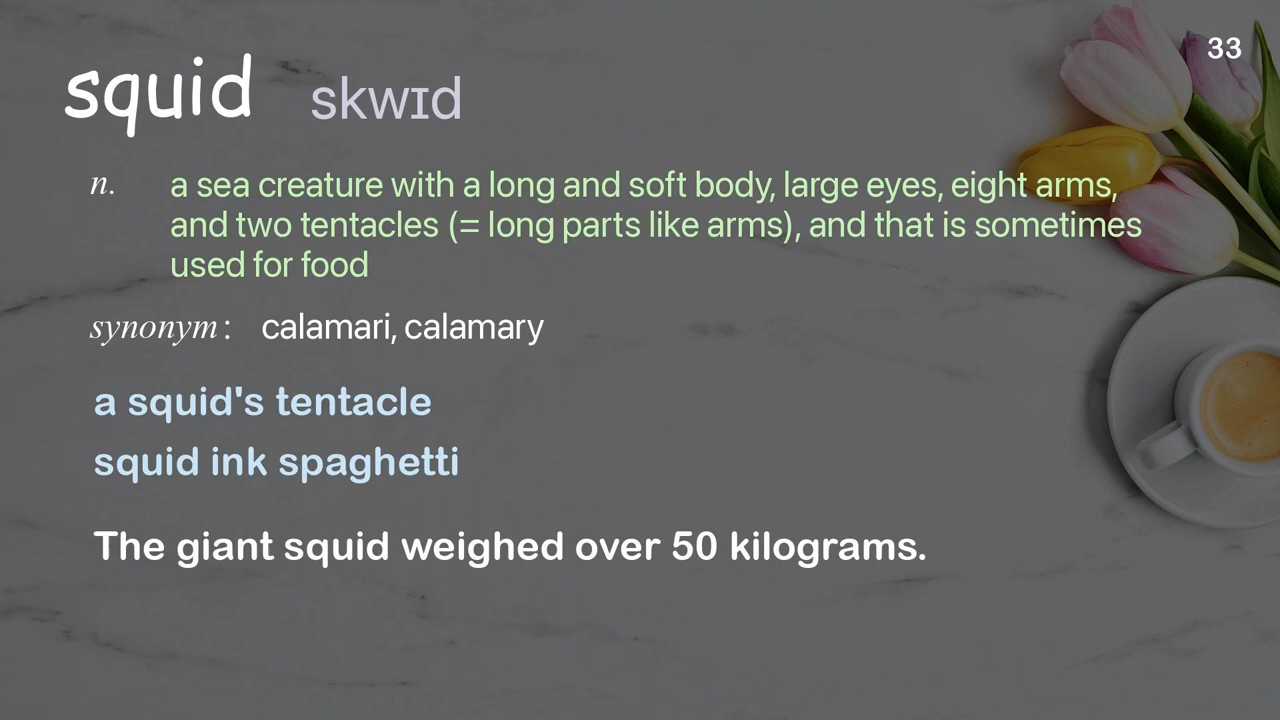 33
squid skwɪd
n. a sea creature with a long and soft body, large eyes, eight arms,
and two tentacles (= long parts like arms), and that is sometimes
used for food
synonym: calamari, calamary
a squid's tentacle
squid ink spaghetti
The giant squid weighed over 50 kilograms.